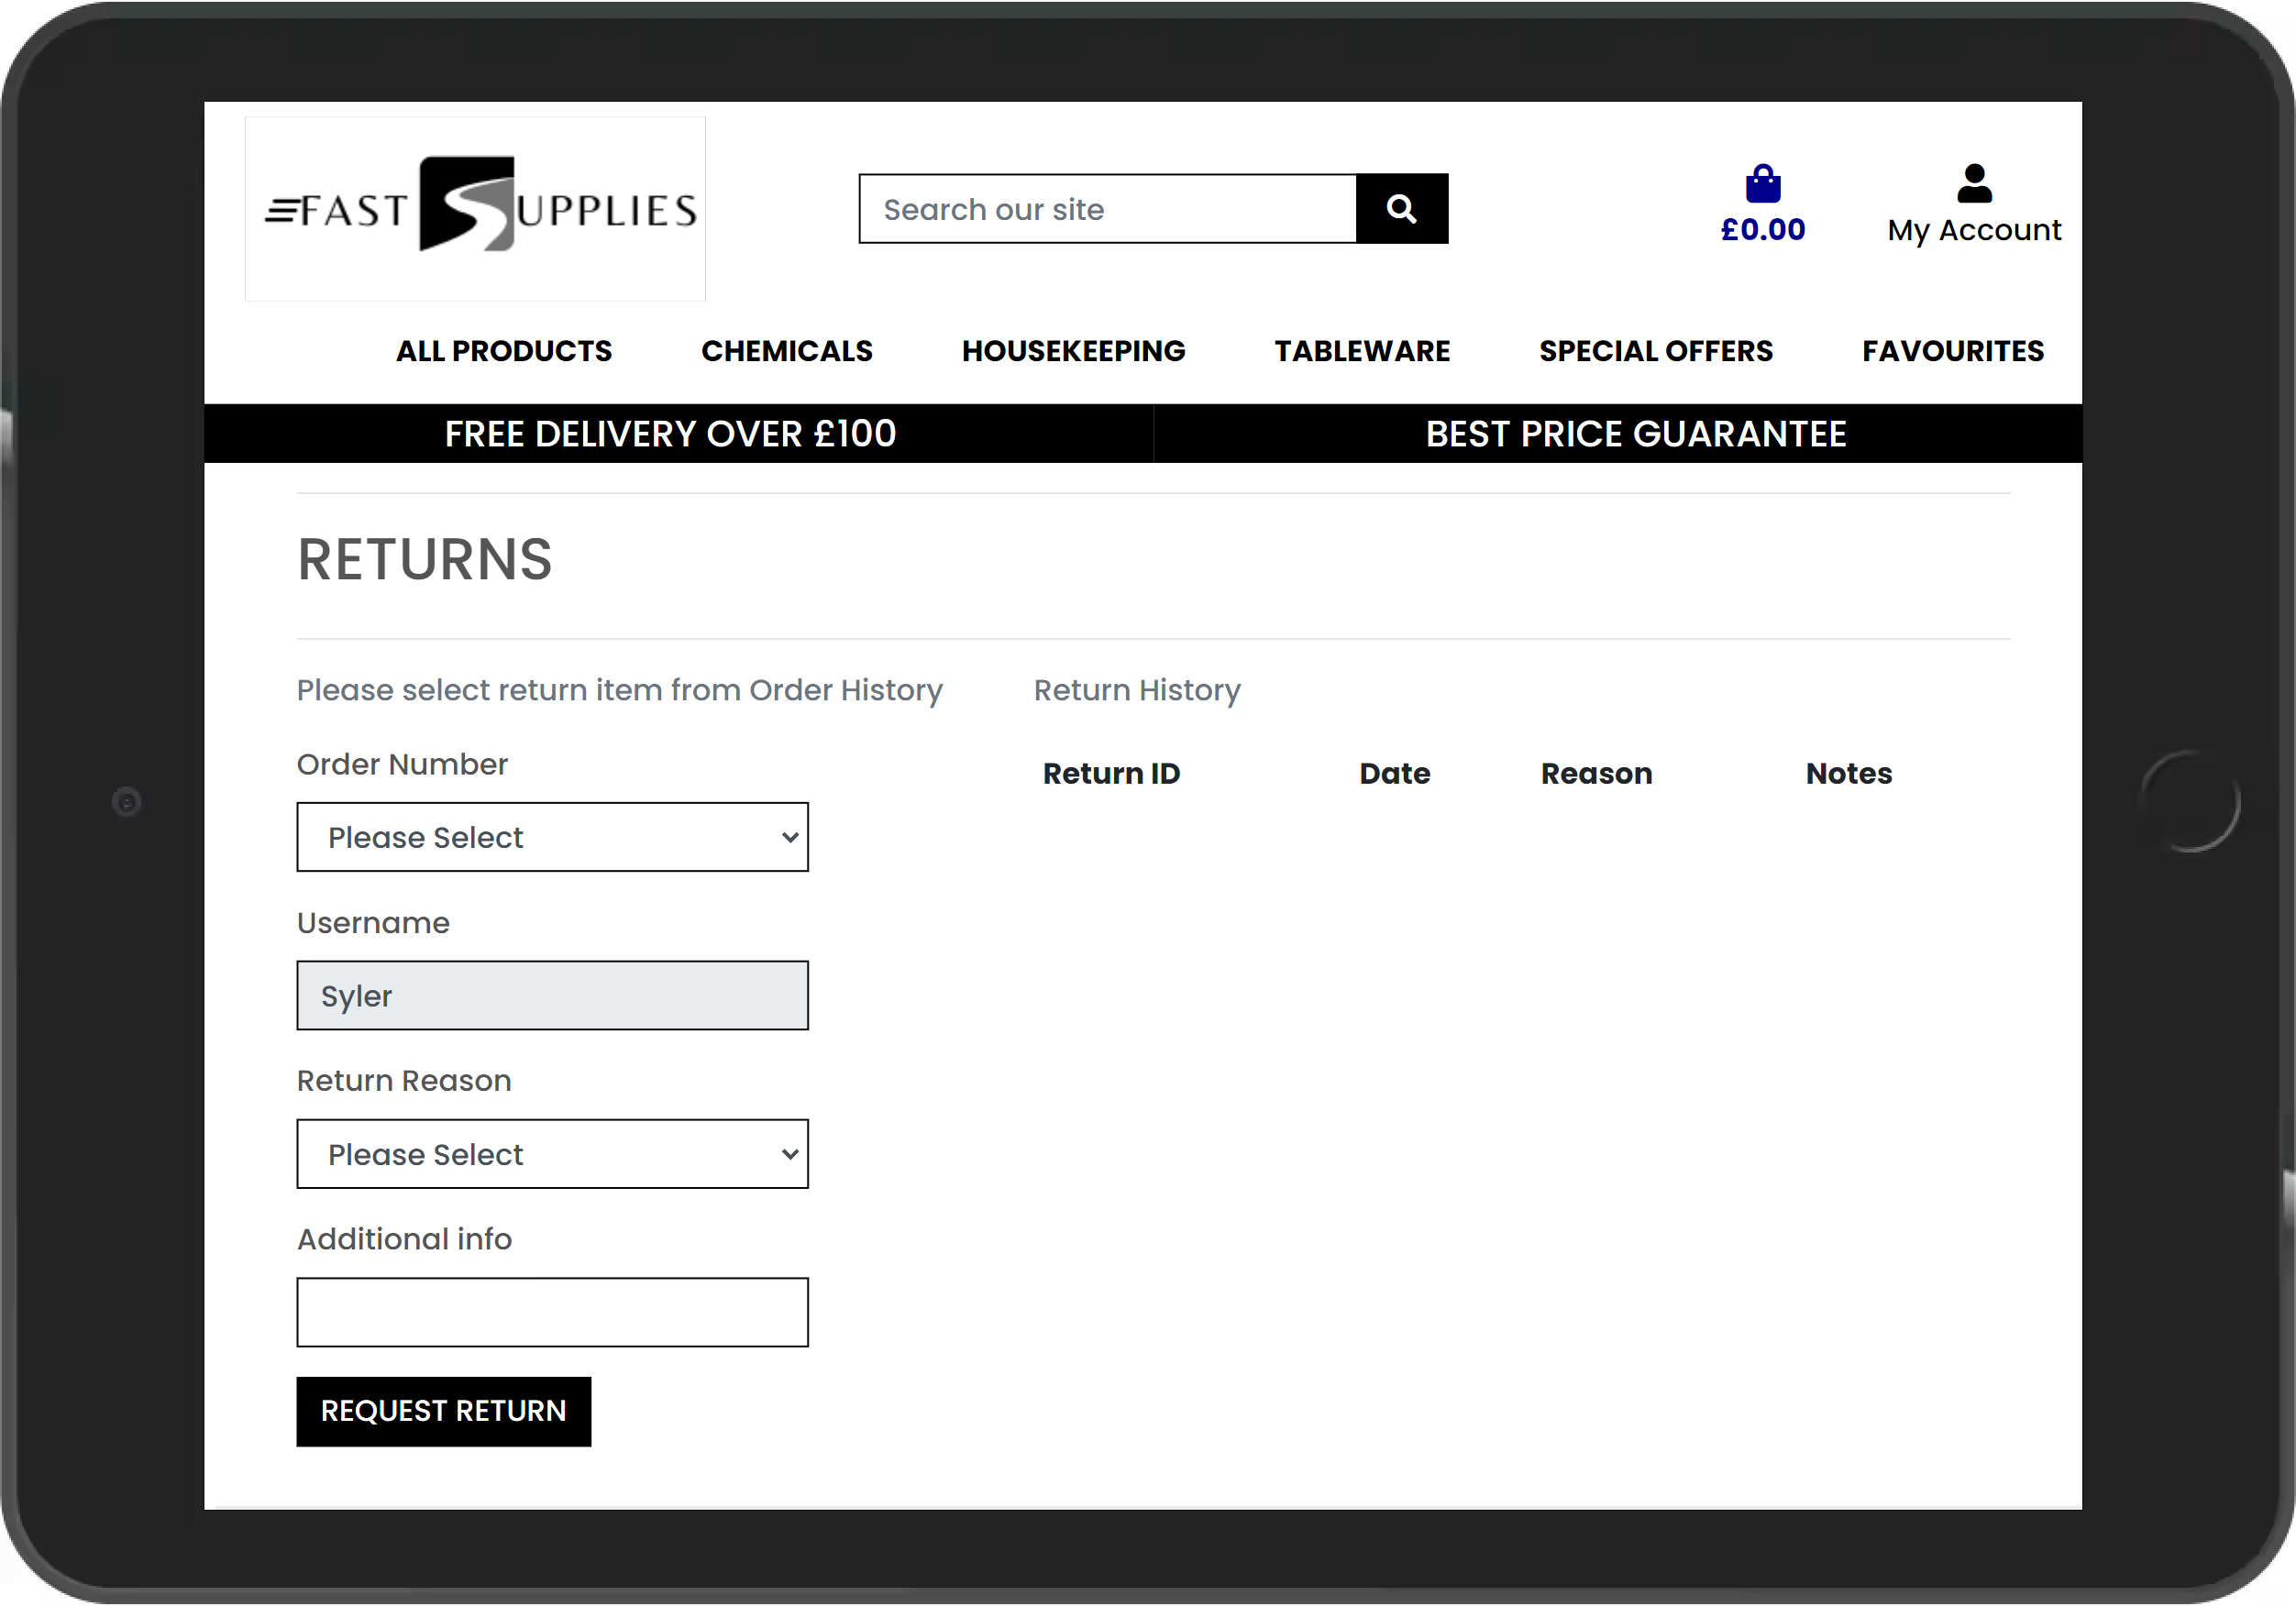 FAST SUPPLIES
Search our site
£0.00
My Account
ALL PRODUCTS CHEMICALS HOUSEKEEPING TABLEWARE SPECIAL OFFERS FAVOURITES
FREE DELIVERY OVER £100 BEST PRICE GUARANTEE
RETURNS
Please select return item from Order History
Order Number
Please Select
Username
Syler
Return Reason
Please Select
Additional info
REQUEST RETURN
Return History
Return ID Date Reason Notes